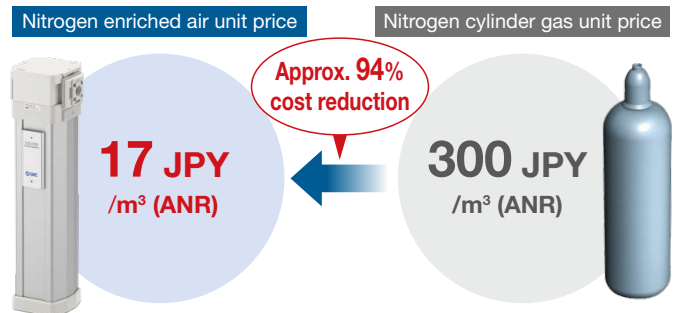 Nitrogen enriched air unit price
Nitrogen cylinder gas unit price
Approx. 94%
cost reduction
17 JPY
/m³ (ANR)
300 JPY
/m³ (ANR)
SMC